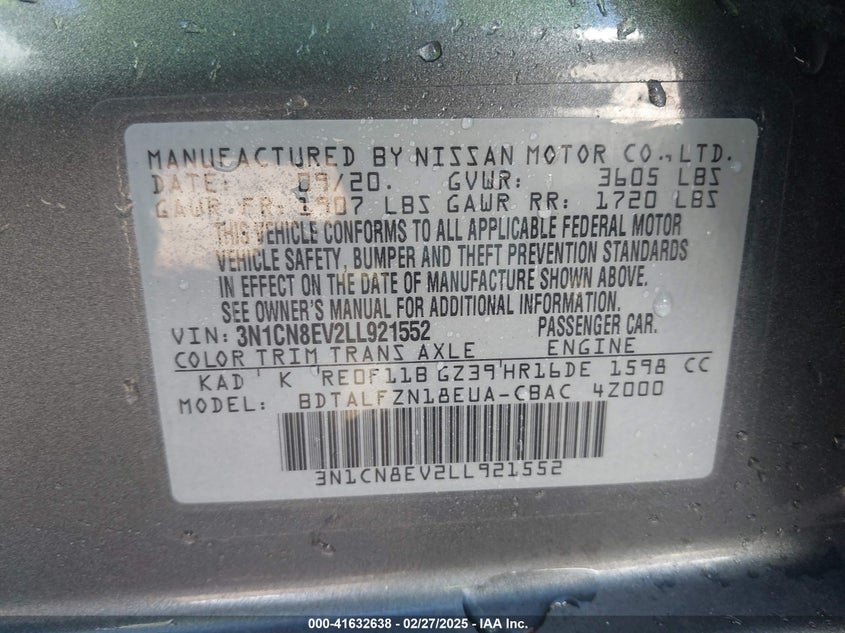 MANUFACTURED BY NISSAN MOTOR CO., LTD.
DATE: 09/20. GVWR: 3605 LBS
GAWR FR: 1907 LBS GAWR RR: 1720 LBS
THIS VEHICLE CONFORMS TO ALL APPLICABLE FEDERAL MOTOR
VEHICLE SAFETY, BUMPER AND THEFT PREVENTION STANDARDS
IN EFFECT ON THE DATE OF MANUFACTURE SHOWN ABOVE.
SEE OWNER'S MANUAL FOR ADDITIONAL INFORMATION.
VIN: 3N1CN8EV2LL921552 PASSENGER CAR.
COLOR TRIM TRANS AXLE ENGINE
KAD K RE0F11B GZ39 HR16DE 1598 CC
MODEL: BDTALFZN18EUA-CBAC 4Z000
3N1CN8EV2LL921552
000-41632638 - 02/27/2025 - IAAI.com